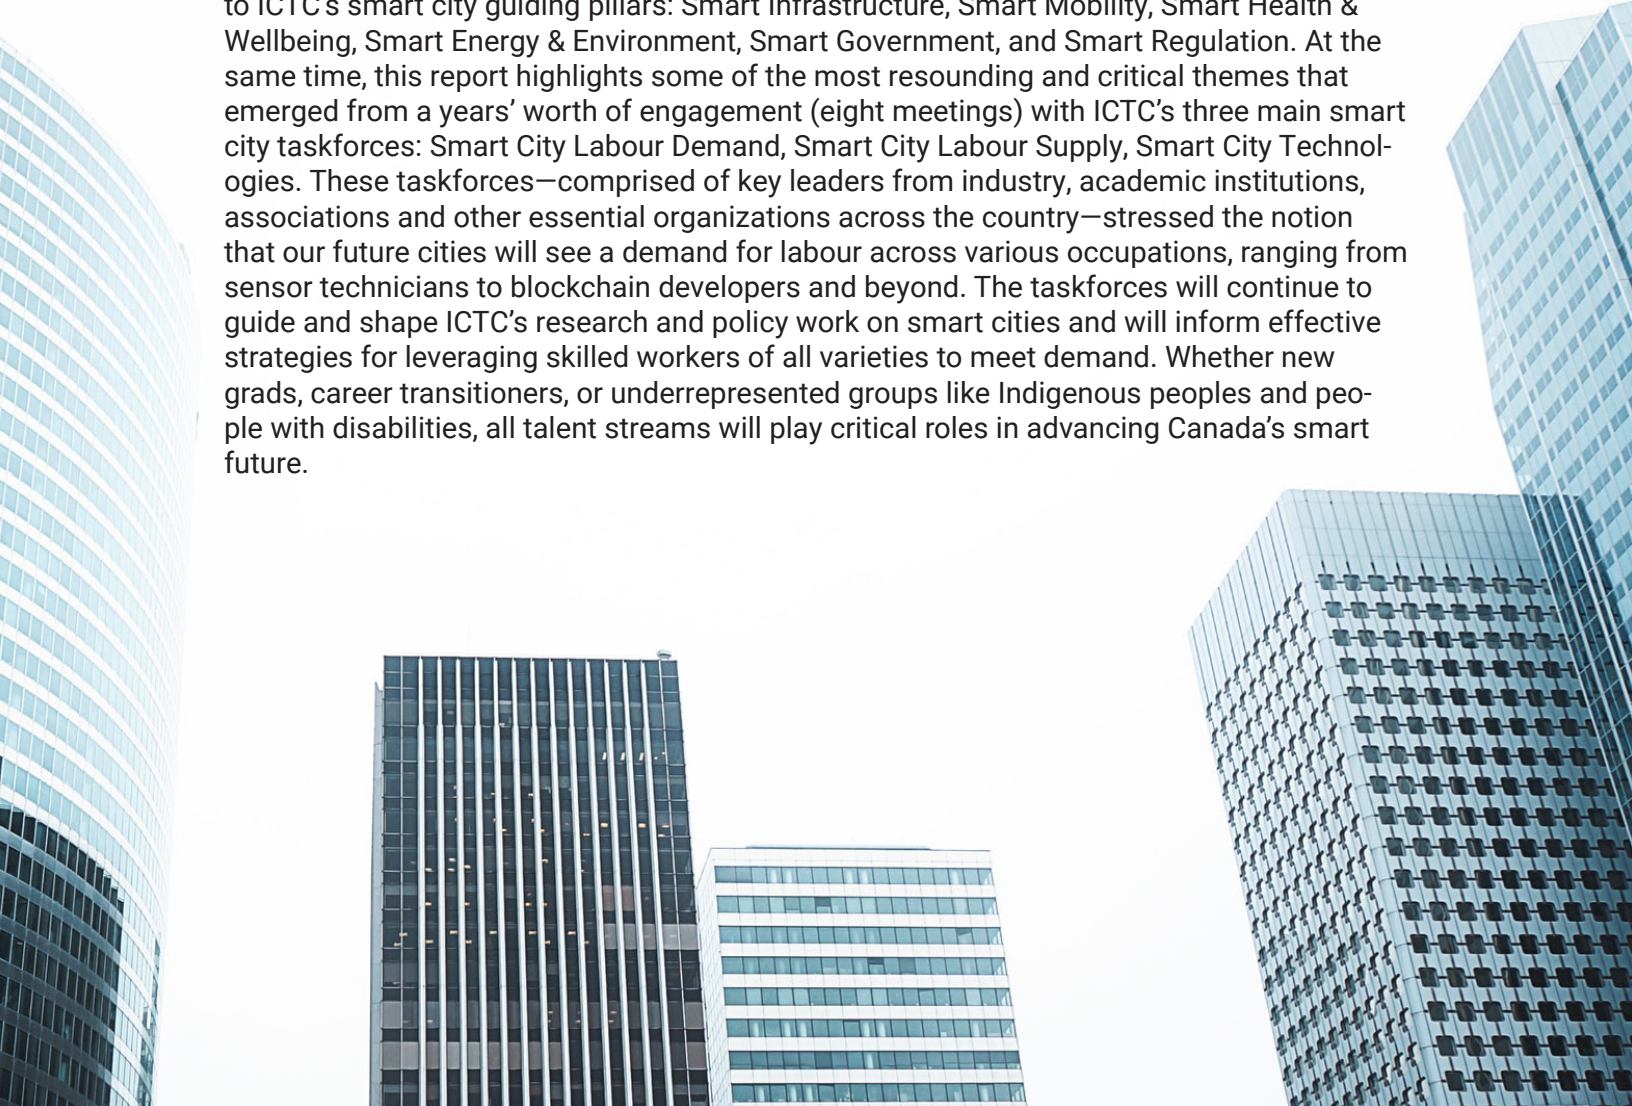 to ICTC’s smart city guiding pillars: Smart Infrastructure, Smart Mobility, Smart Health &
Wellbeing, Smart Energy & Environment, Smart Government, and Smart Regulation. At the
same time, this report highlights some of the most resounding and critical themes that
emerged from a years’ worth of engagement (eight meetings) with ICTC’s three main smart
city taskforces: Smart City Labour Demand, Smart City Labour Supply, Smart City Technol-
ogies. These taskforces—comprised of key leaders from industry, academic institutions,
associations and other essential organizations across the country—stressed the notion
that our future cities will see a demand for labour across various occupations, ranging from
sensor technicians to blockchain developers and beyond. The taskforces will continue to
guide and shape ICTC’s research and policy work on smart cities and will inform effective
strategies for leveraging skilled workers of all varieties to meet demand. Whether new
grads, career transitioners, or underrepresented groups like Indigenous peoples and peo-
ple with disabilities, all talent streams will play critical roles in advancing Canada’s smart
future.